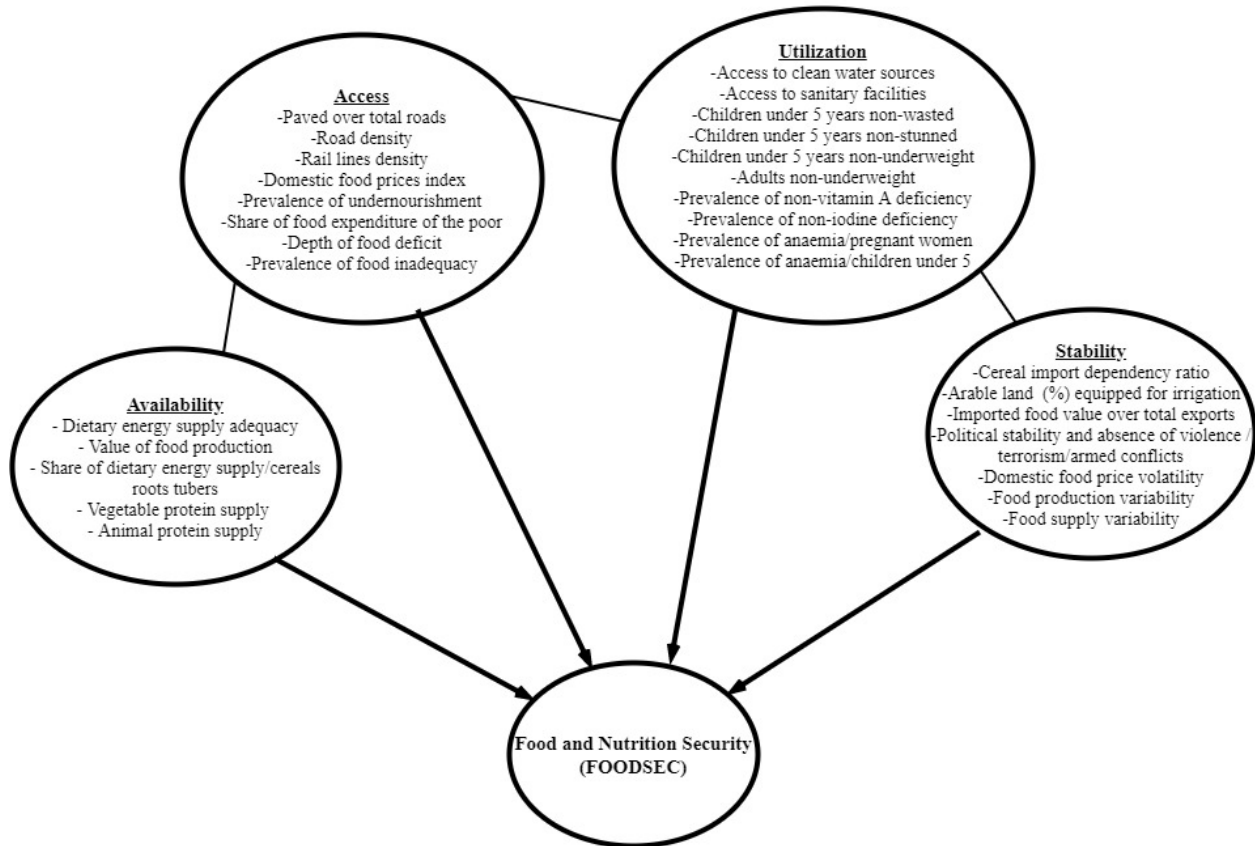 Utilization
-Access to clean water sources
-Access to sanitary facilities
-Children under 5 years non-wasted
-Children under 5 years non-stunned
-Children under 5 years non-underweight
-Adults non-underweight
-Prevalence of non-vitamin A deficiency
-Prevalence of non-iodine deficiency
-Prevalence of anaemia/pregnant women
-Prevalence of anaemia/children under 5
Access
-Paved over total roads
-Road density
-Rail lines density
-Domestic food prices index
-Prevalence of undernourishment
-Share of food expenditure of the poor
-Depth of food deficit
-Prevalence of food inadequacy
Stability
-Cereal import dependency ratio
-Arable land (%) equipped for irrigation
-Imported food value over total exports
-Political stability and absence of violence /
terrorism/armed conflicts
-Domestic food price volatility
-Food production variability
-Food supply variability
Availability
- Dietary energy supply adequacy
- Value of food production
- Share of dietary energy supply/cereals
roots tubers
- Vegetable protein supply
- Animal protein supply
Food and Nutrition Security
(FOODSEC)